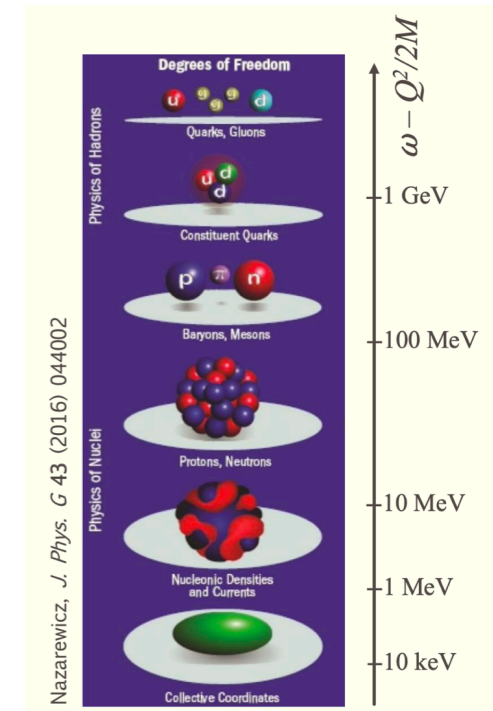 Degrees of Freedom
u g g g d
Quarks, Gluons
u d
d
Constituent Quarks
p π n
Baryons, Mesons
Protons, Neutrons
Nucleonic Densities
and Currents
Collective Coordinates
Physics of Hadrons
Physics of Nuclei
Nazarewicz, J. Phys. G 43 (2016) 044002
ω – Q²/2M
1 GeV
100 MeV
10 MeV
1 MeV
10 keV